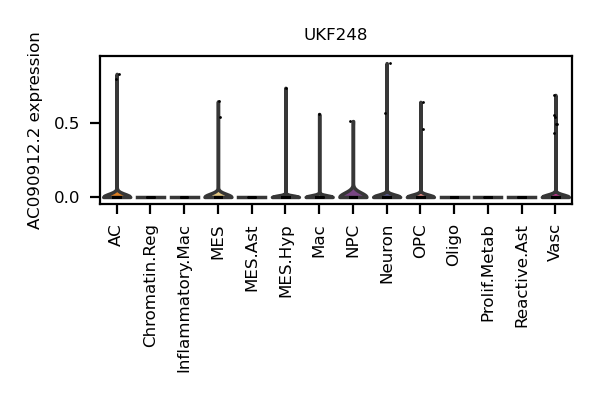 UKF248
AC090912.2 expression
0.5
0.0
AC
Chromatin.Reg
Inflammatory.Mac
MES
MES.Ast
MES.Hyp
Mac
NPC
Neuron
OPC
Oligo
Prolif.Metab
Reactive.Ast
Vasc